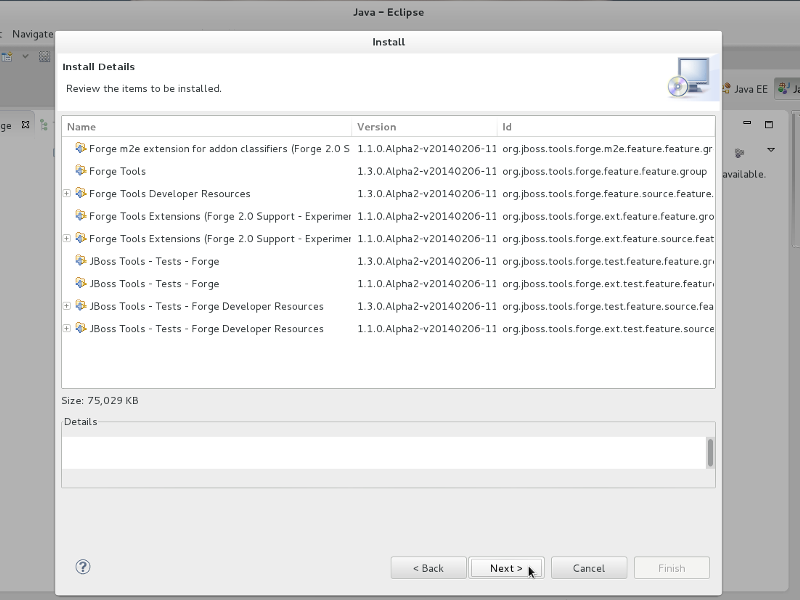 Java - Eclipse
Navigate
Install
Install Details
Review the items to be installed.
Java EE
Name Version Id
Forge m2e extension for addon classifiers (Forge 2.0 S 1.1.0.Alpha2-v20140206-11 org.jboss.tools.forge.m2e.feature.feature.gr
Forge Tools 1.3.0.Alpha2-v20140206-11 org.jboss.tools.forge.feature.feature.group
available.
Forge Tools Developer Resources 1.3.0.Alpha2-v20140206-11 org.jboss.tools.forge.feature.source.feature.
Forge Tools Extensions (Forge 2.0 Support - Experimer 1.1.0.Alpha2-v20140206-11 org.jboss.tools.forge.ext.feature.feature.gro
Forge Tools Extensions (Forge 2.0 Support - Experimer 1.1.0.Alpha2-v20140206-11 org.jboss.tools.forge.ext.feature.source.feat
JBoss Tools - Tests - Forge 1.3.0.Alpha2-v20140206-11 org.jboss.tools.forge.test.feature.feature.gr
JBoss Tools - Tests - Forge 1.1.0.Alpha2-v20140206-11 org.jboss.tools.forge.ext.test.feature.featur
JBoss Tools - Tests - Forge Developer Resources 1.3.0.Alpha2-v20140206-11 org.jboss.tools.forge.test.feature.source.fea
JBoss Tools - Tests - Forge Developer Resources 1.1.0.Alpha2-v20140206-11 org.jboss.tools.forge.ext.test.feature.source
Size: 75,029 KB
Details
< Back Next > Cancel Finish